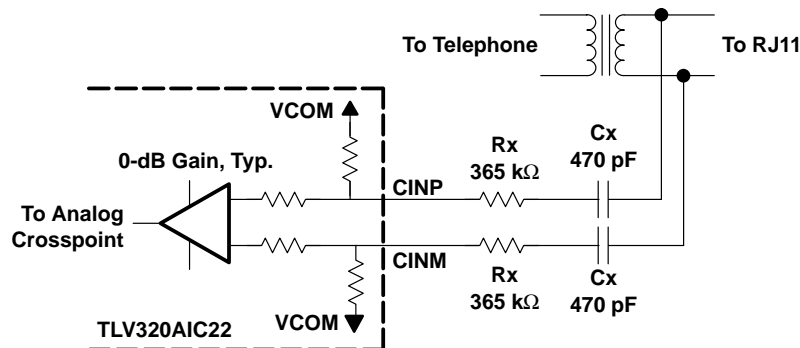 To Telephone
To RJ11
VCOM
Rx
365 kΩ
Cx
470 pF
0-dB Gain, Typ.
CINP
To Analog
Crosspoint
CINM
Rx
365 kΩ
Cx
470 pF
VCOM
TLV320AIC22